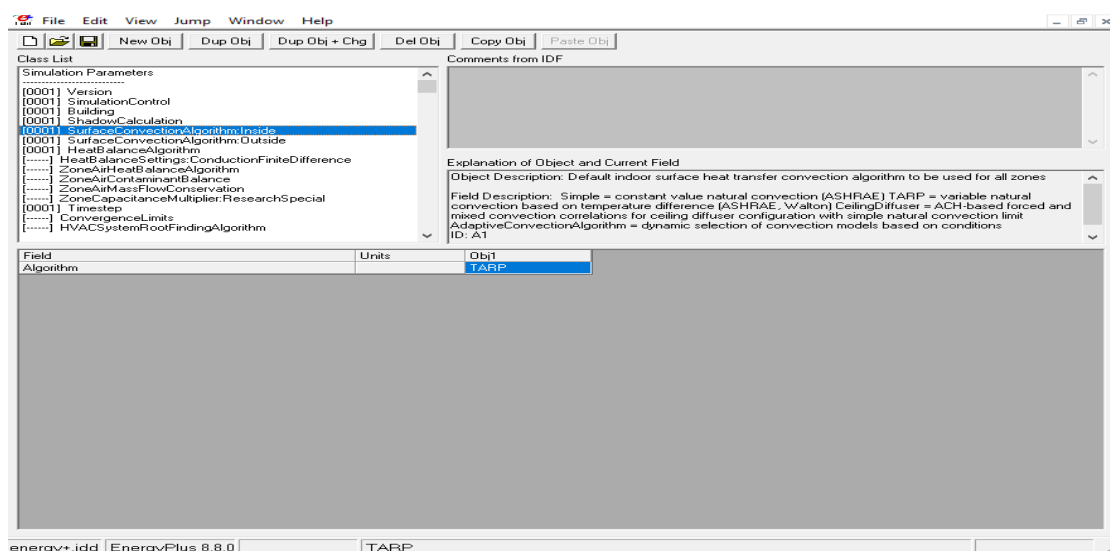 File Edit View Jump Window Help
New Obj Dup Obj Dup Obj + Chg Del Obj Copy Obj Paste Obj
Class List
Simulation Parameters
-------------------------
[0001] Version
[0001] SimulationControl
[0001] Building
[0001] ShadowCalculation
[0001] SurfaceConvectionAlgorithm:Inside
[0001] SurfaceConvectionAlgorithm:Outside
[0001] HeatBalanceAlgorithm
[------] HeatBalanceSettings:ConductionFiniteDifference
[------] ZoneAirHeatBalanceAlgorithm
[------] ZoneAirContaminantBalance
[------] ZoneAirMassFlowConservation
[------] ZoneCapacitanceMultiplier:ResearchSpecial
[0001] Timestep
[------] ConvergenceLimits
[------] HVACSystemRootFindingAlgorithm
Comments from IDF
Explanation of Object and Current Field
Object Description: Default indoor surface heat transfer convection algorithm to be used for all zones
Field Description: Simple = constant value natural convection (ASHRAE) TARP = variable natural
convection based on temperature difference (ASHRAE, Walton) CeilingDiffuser = ACH-based forced and
mixed convection correlations for ceiling diffuser configuration with simple natural convection limit
AdaptiveConvectionAlgorithm = dynamic selection of convection models based on conditions
ID: A1
Field Units Obj1
Algorithm TARP
energy+.idd EnergyPlus 8.8.0 TARP